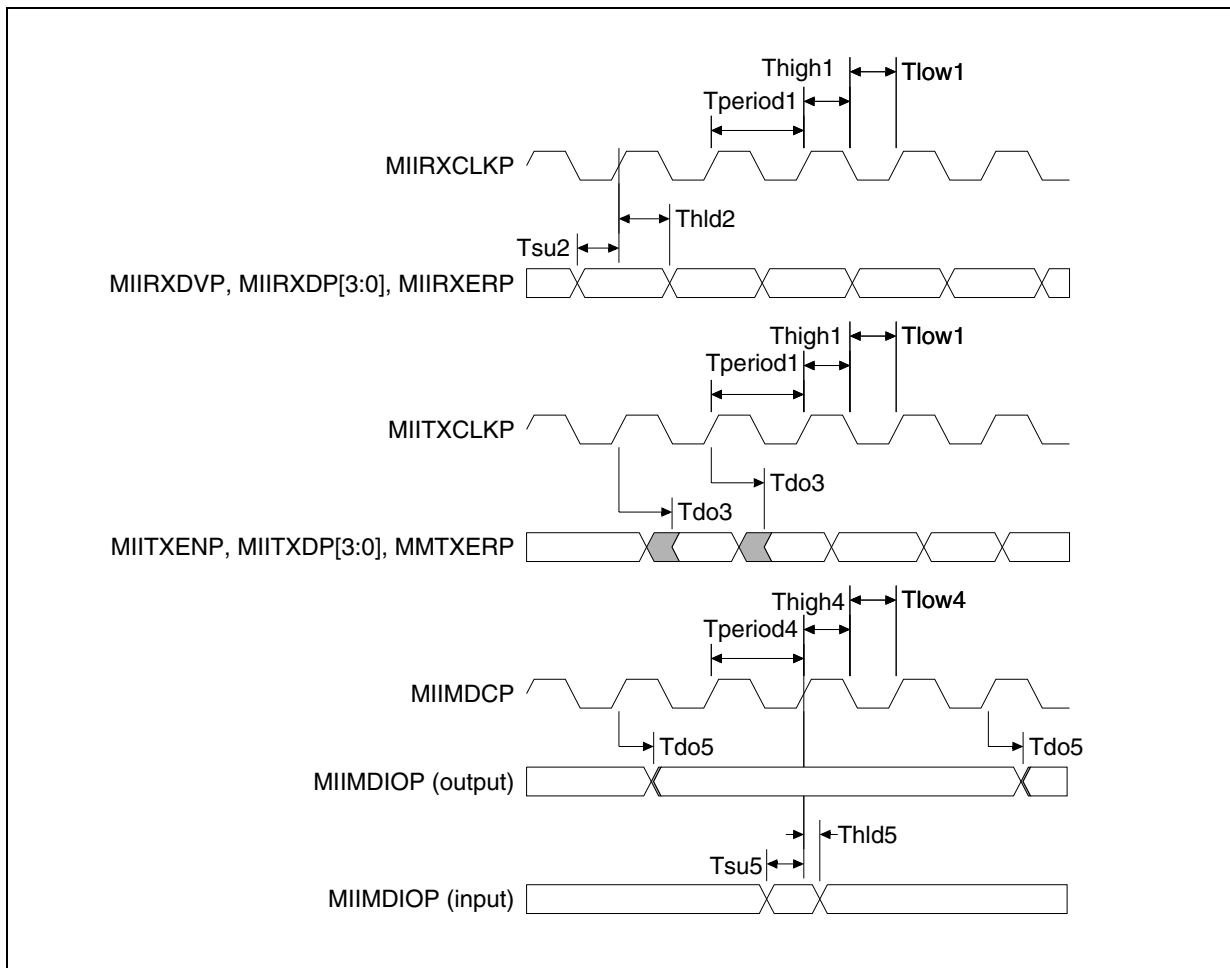 Thigh1 Tlow1
Tperiod1
MIIRXCLKP
Thld2
Tsu2
MIIRXDVP, MIIRXDP[3:0], MIIRXERP
Thigh1 Tlow1
Tperiod1
MIITXCLKP
Tdo3
Tdo3
MIITXENP, MIITXDP[3:0], MMTXERP
Thigh4 Tlow4
Tperiod4
MIIMDCP
Tdo5 Tdo5
MIIMDIOP (output)
Thld5
Tsu5
MIIMDIOP (input)